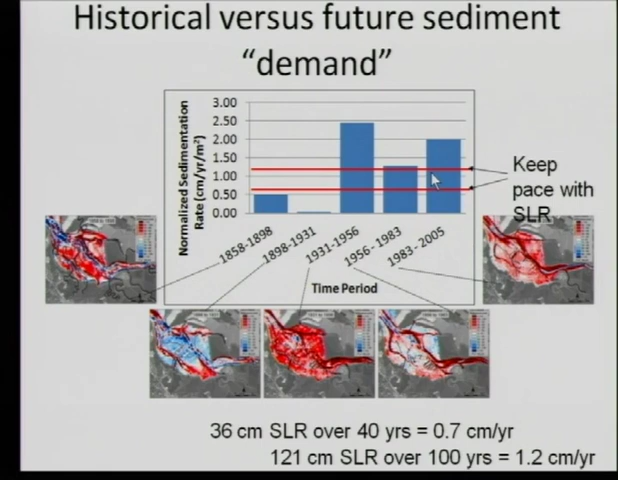 Historical versus future sediment
“demand”
Normalized Sedimentation
Rate (cm/yr/m²)
3.00
2.50
2.00
1.50
1.00
0.50
0.00
1858-1898
1898-1931
1931-1956
1956 - 1983
1983 - 2005
Time Period
Keep
pace with
SLR
36 cm SLR over 40 yrs = 0.7 cm/yr
121 cm SLR over 100 yrs = 1.2 cm/yr